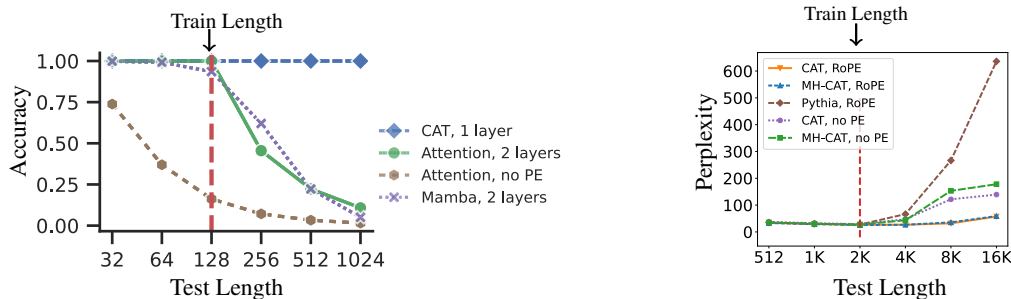 Train Length
1.00
0.75
0.50
0.25
0.00
Accuracy
32 64 128 256 512 1024
Test Length
CAT, 1 layer
Attention, 2 layers
Attention, no PE
Mamba, 2 layers
Train Length
600
500
400
300
200
100
0
Perplexity
CAT, RoPE
MH-CAT, RoPE
Pythia, RoPE
CAT, no PE
MH-CAT, no PE
512 1K 2K 4K 8K 16K
Test Length